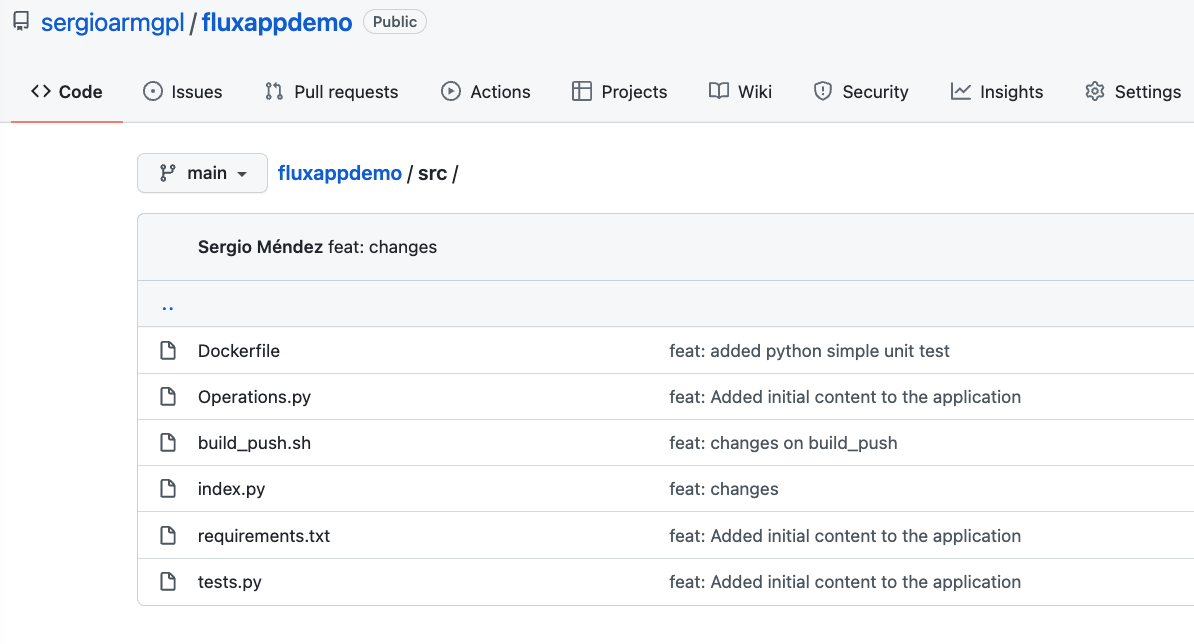 sergioarmgpl / fluxappdemo Public
Code Issues Pull requests Actions Projects Wiki Security Insights Settings
main fluxappdemo / src /
Sergio Méndez feat: changes
..
Dockerfile feat: added python simple unit test
Operations.py feat: Added initial content to the application
build_push.sh feat: changes on build_push
index.py feat: changes
requirements.txt feat: Added initial content to the application
tests.py feat: Added initial content to the application